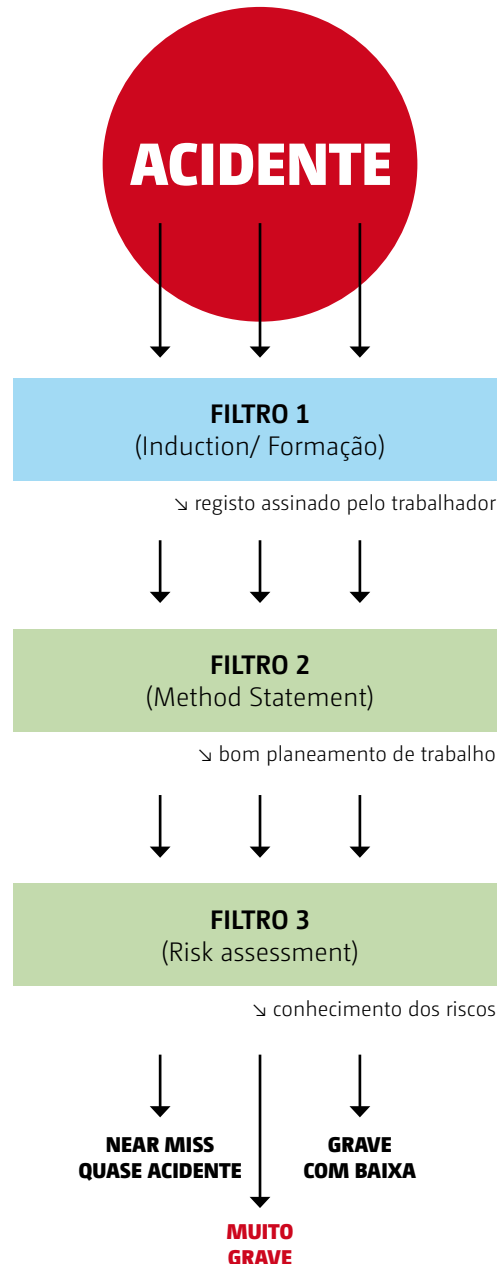 ACIDENTE
FILTRO 1
(Induction/ Formação)
↘ registo assinado pelo trabalhador
FILTRO 2
(Method Statement)
↘ bom planeamento de trabalho
FILTRO 3
(Risk assessment)
↘ conhecimento dos riscos
NEAR MISS
QUASE ACIDENTE
GRAVE
COM BAIXA
MUITO
GRAVE